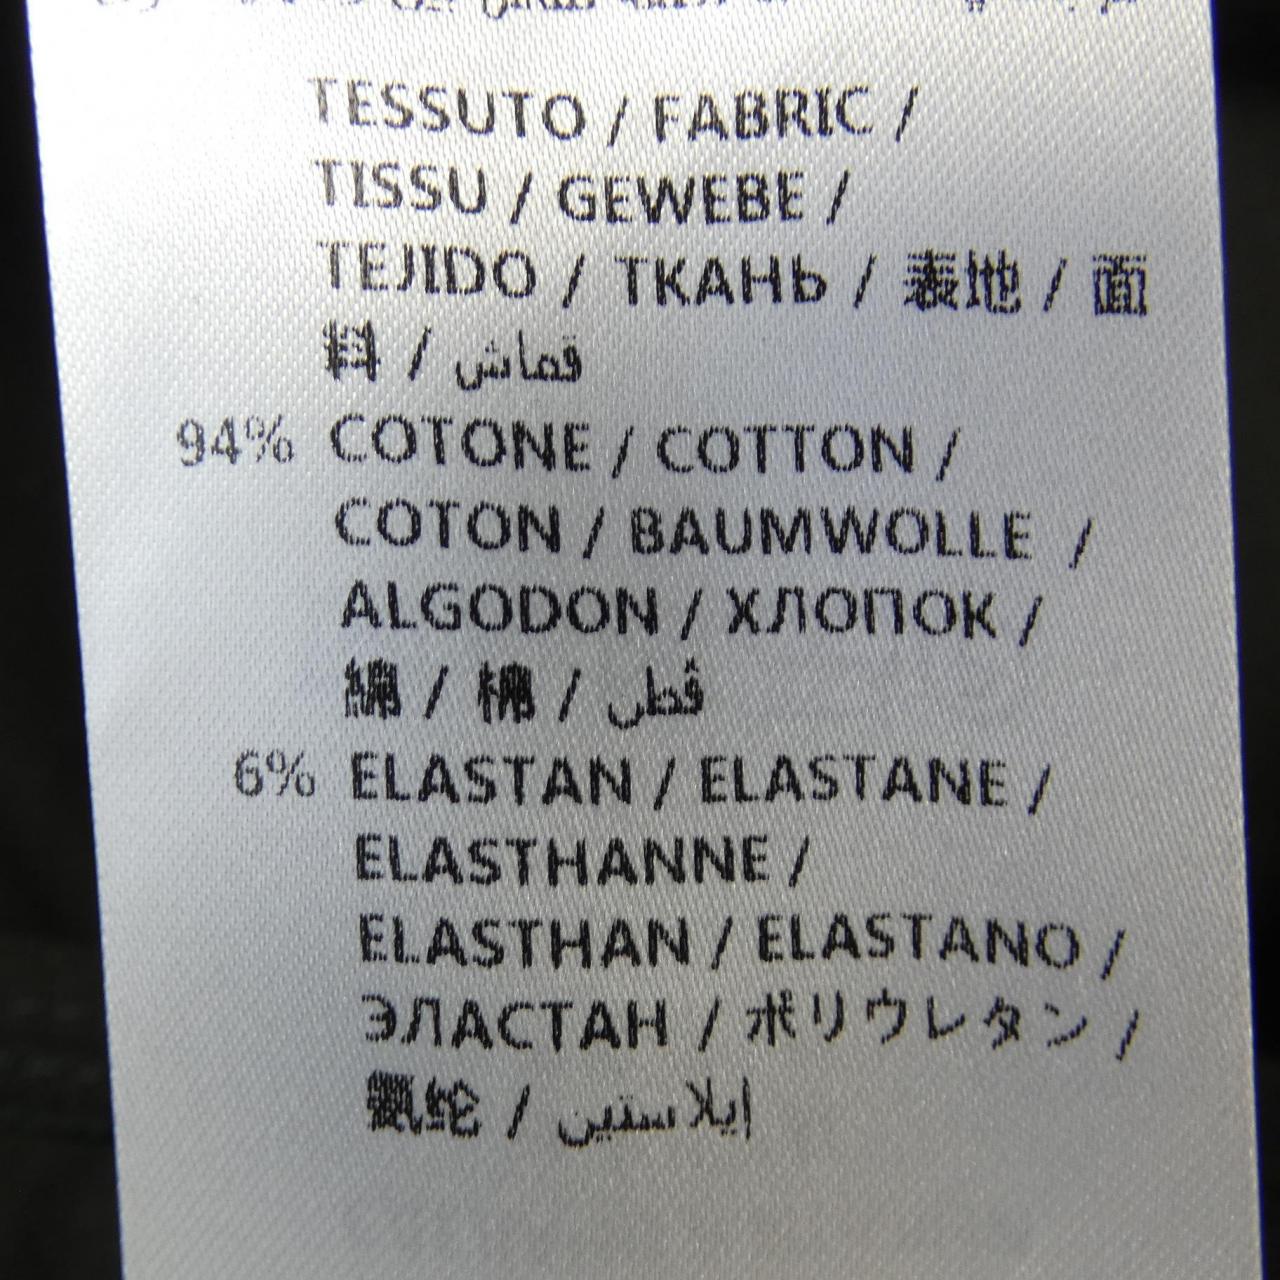 TESSUTO / FABRIC /
TISSU / GEWEBE /
TEJIDO / ТКАНЬ / 表地 / 面
料 / قماش
94% COTONE / COTTON /
COTON / BAUMWOLLE /
ALGODON / ХЛОПОК /
綿 / 棉 / قطن
6% ELASTAN / ELASTANE /
ELASTHANNE /
ELASTHAN / ELASTANO /
ЭЛАСТАН / ポリウレタン /
氨纶 / إيلاستين